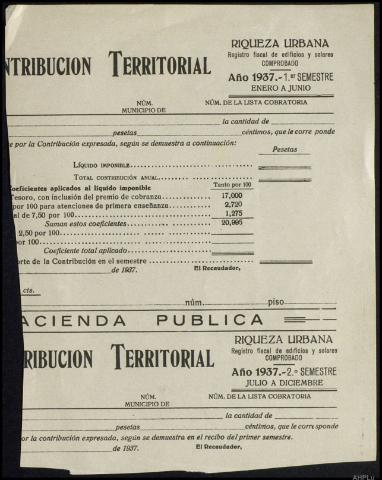 RIQUEZA URBANA
Registro fiscal de edificios y solares
COMPROBADO
NTRIBUCION TERRITORIAL
Año 1937.-1.er SEMESTRE
ENERO A JUNIO
NÚM. NÚM. DE LA LISTA COBRATORIA
MUNICIPIO DE
la cantidad de
pesetas céntimos, que le corre ponde
e por la Contribución expresada, según se demuestra a continuación:
Pesetas
LÍQUIDO IMPONIBLE
TOTAL CONTRIBUCIÓN ANUAL
Coeficientes aplicados al líquido imponible Tanto por 100
Tesoro, con inclusión del premio de cobranza 17,000
por 100 para atenciones de primera enseñanza 2,720
al de 7,50 por 100 1,275
Suman estos coeficientes 20,995
2,50 por 100
por 100
Coeficiente total aplicado
orte de la Contribución en el semestre
de 1937. El Recaudador,
cts.
núm. piso
ACIENDA PUBLICA
RIQUEZA URBANA
Registro fiscal de edificios y solares
COMPROBADO
RIBUCION TERRITORIAL
Año 1937.-2.º SEMESTRE
JULIO A DICIEMBRE
NÚM. NÚM. DE LA LISTA COBRATORIA
MUNICIPIO DE
la cantidad de
pesetas céntimos, que le corresponde
or la contribución expresada, según se demuestra en el recibo del primer semestre.
de 1937. El Recaudador,
AHPLu